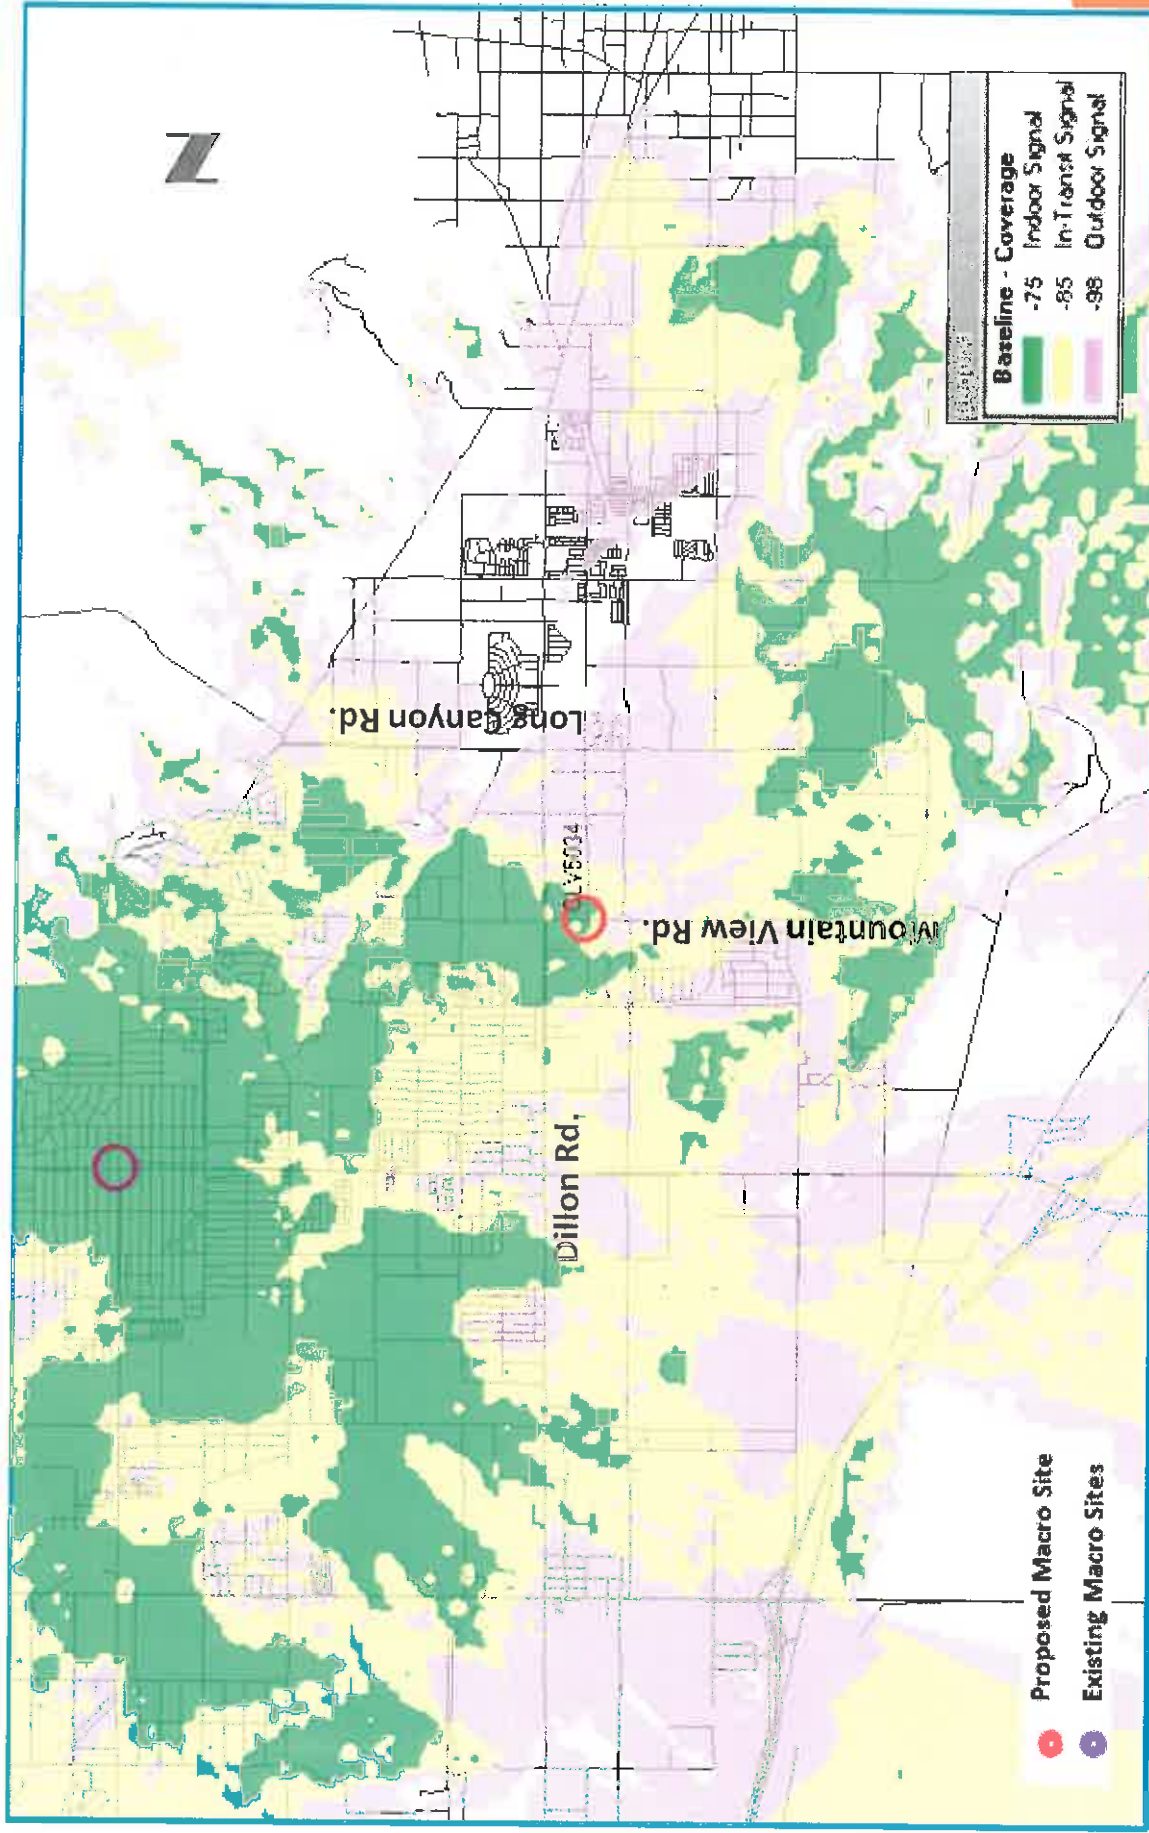 N
Long Canyon Rd.
Mountain View Rd.
Dillon Rd.
Baseline - Coverage
-75 Indoor Signal
-85 In-Transit Signal
-98 Outdoor Signal
Proposed Macro Site
Existing Macro Sites